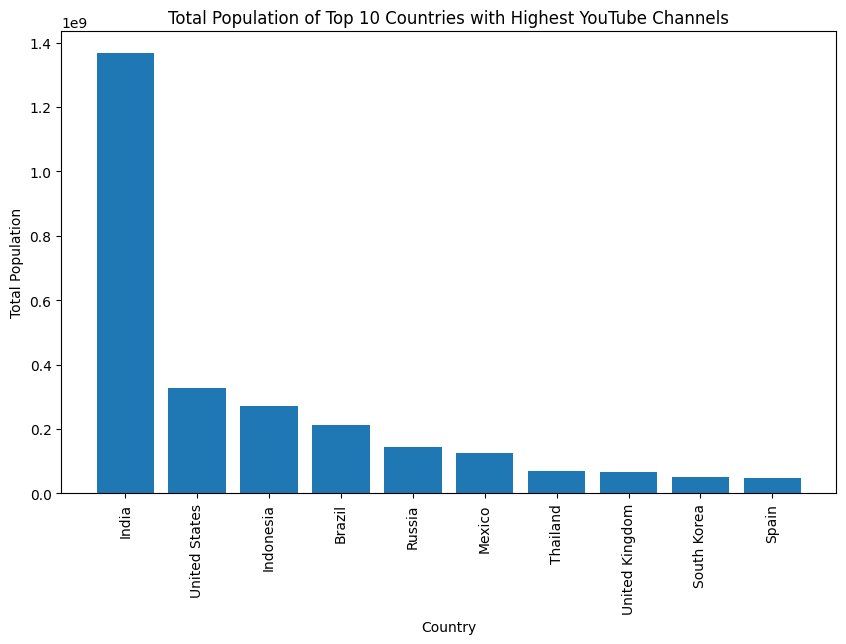 Total Population of Top 10 Countries with Highest YouTube Channels
1e9
1.4
1.2
1.0
0.8
0.6
0.4
0.2
0.0
Total Population
India
United States
Indonesia
Brazil
Russia
Mexico
Thailand
United Kingdom
South Korea
Spain
Country